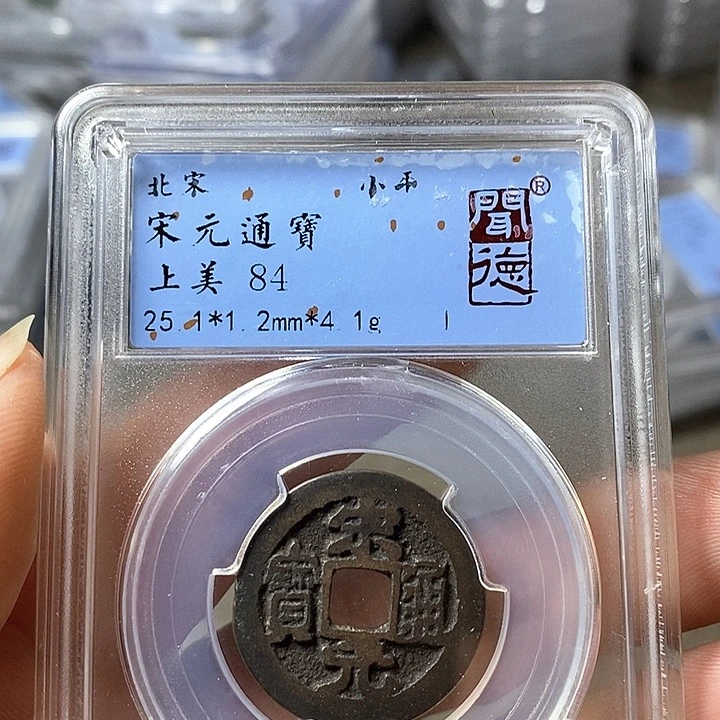 北宋 小平
宋元通寶
上美 84
25.1*1.2mm*4.1g
聞德
®
宋元通寶